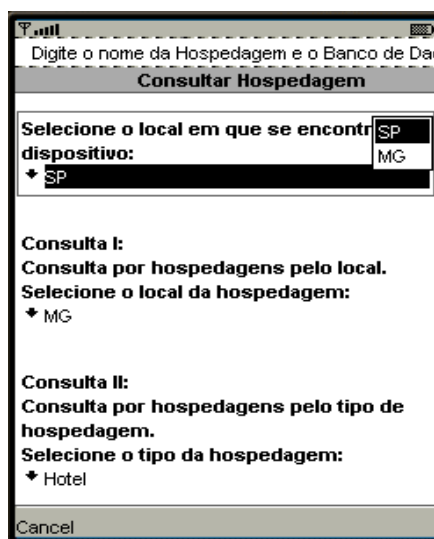 Digite o nome da Hospedagem e o Banco de Da
Consultar Hospedagem
Selecione o local em que se encontr
SP
dispositivo:
MG
SP
Consulta I:
Consulta por hospedagens pelo local.
Selecione o local da hospedagem:
MG
Consulta II:
Consulta por hospedagens pelo tipo de
hospedagem.
Selecione o tipo da hospedagem:
Hotel
Cancel